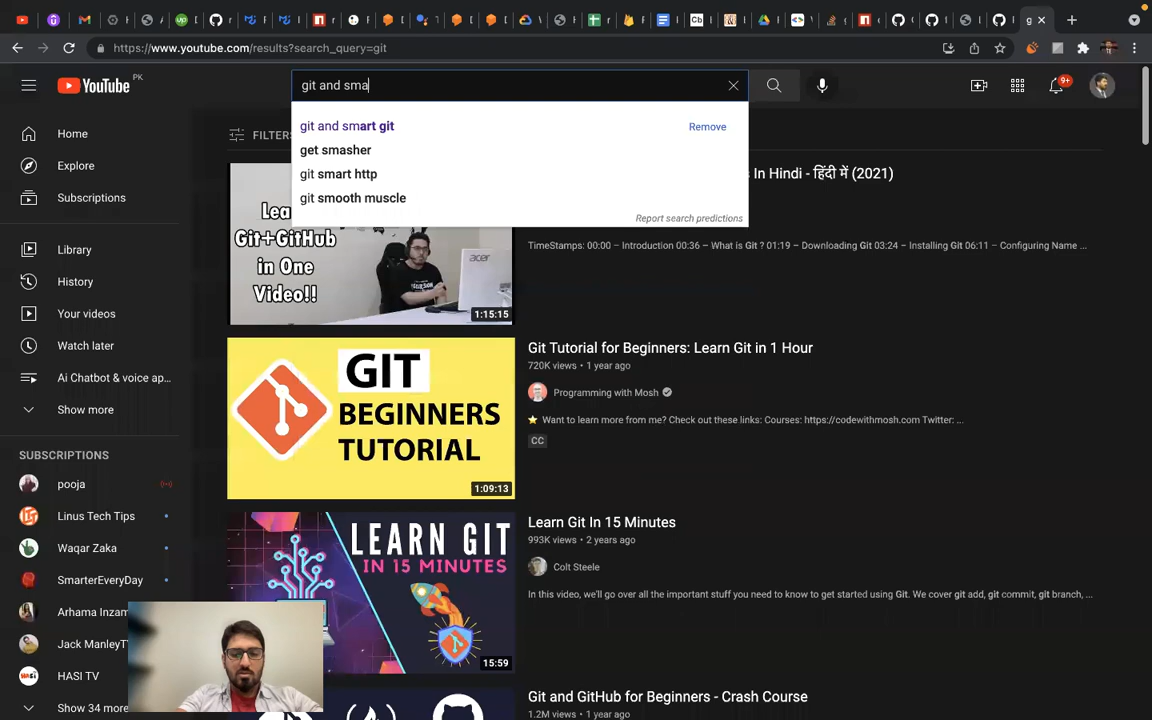 https://www.youtube.com/results?search_query=git
YouTube PK
git and sma
9+
git and smart git
Remove
get smasher
git smart http
git smooth muscle
Report search predictions
FILTERS
In Hindi - हिंदी में (2021)
TimeStamps: 00:00 – Introduction 00:36 – What is Git ? 01:19 – Downloading Git 03:24 – Installing Git 06:11 – Configuring Name ...
Git+GitHub
in One
Video!!
acer
1:15:15
Home
Explore
Subscriptions
Library
History
Your videos
Watch later
Ai Chatbot & voice ap...
Show more
SUBSCRIPTIONS
pooja
Linus Tech Tips
Waqar Zaka
SmarterEveryDay
Arhama Inzam
Jack ManleyT
HASI TV
Show 34 more
GIT
BEGINNERS
TUTORIAL
1:09:13
Git Tutorial for Beginners: Learn Git in 1 Hour
720K views • 1 year ago
Programming with Mosh
Want to learn more from me? Check out these links: Courses: https://codewithmosh.com Twitter: ...
CC
LEARN GIT
IN 15 MINUTES
15:59
Learn Git In 15 Minutes
993K views • 2 years ago
Colt Steele
In this video, we'll go over all the important stuff you need to know to get started using Git. We cover git add, git commit, git branch, ...
Git and GitHub for Beginners - Crash Course
1.2M views • 1 year ago